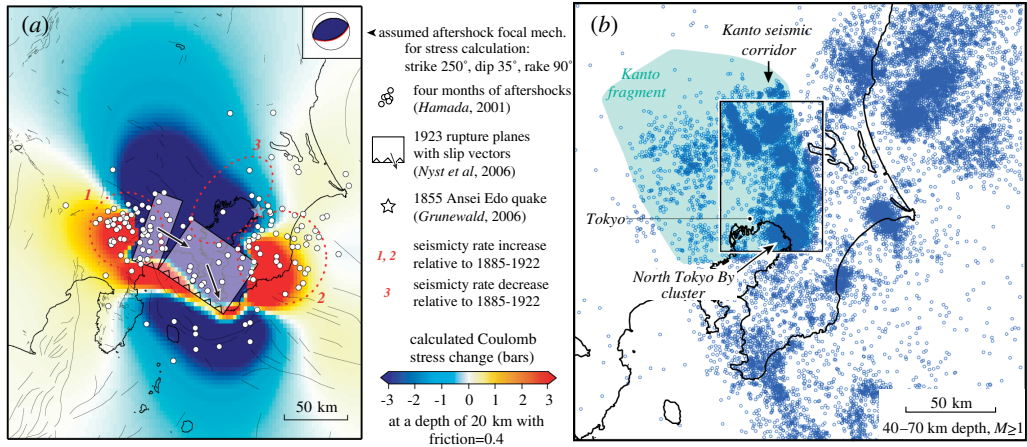 (a)
1
3
2
50 km
assumed aftershock focal mech.
for stress calculation:
strike 250°, dip 35°, rake 90°
four months of aftershocks
(Hamada, 2001)
1923 rupture planes
with slip vectors
(Nyst et al, 2006)
1855 Ansei Edo quake
(Grunewald, 2006)
1, 2 seismicity rate increase
relative to 1885-1922
3 seismicity rate decrease
relative to 1885-1922
calculated Coulomb
stress change (bars)
-3 -2 -1 0 1 2 3
at a depth of 20 km with
friction=0.4
(b)
Kanto seismic
corridor
Kanto
fragment
Tokyo
North Tokyo By
cluster
50 km
40–70 km depth, M≥1